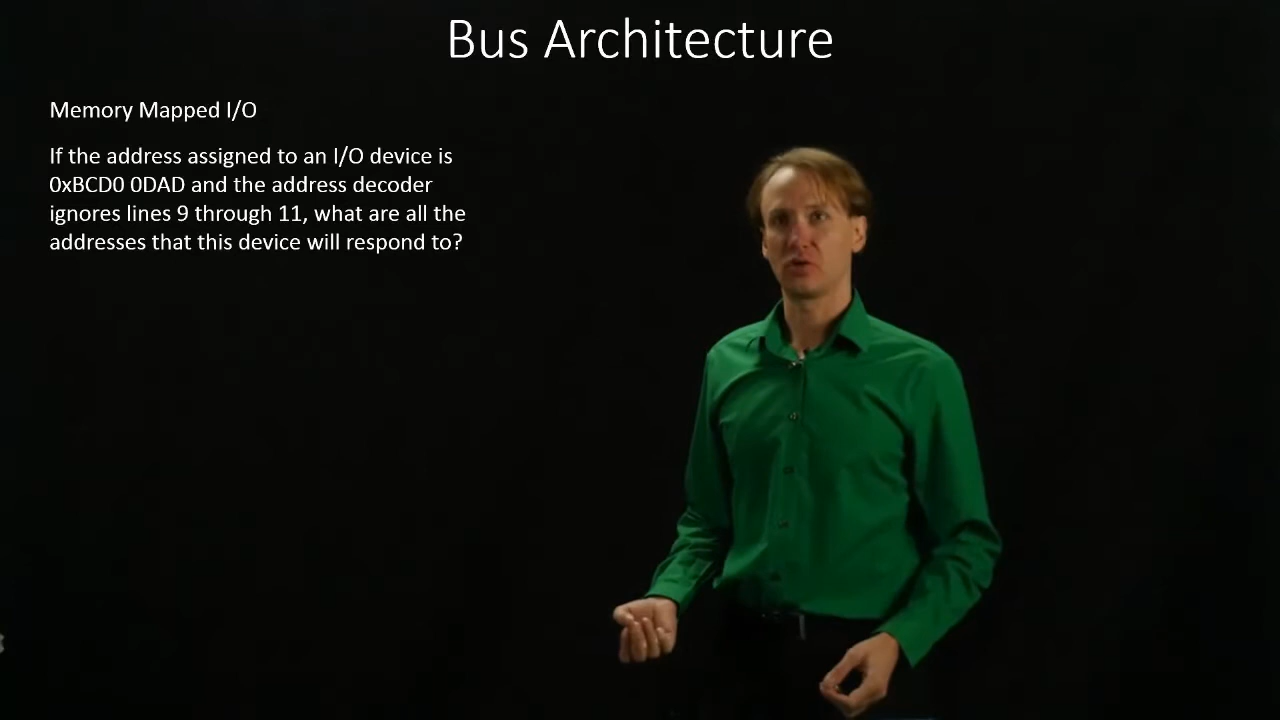 Bus Architecture
Memory Mapped I/O
If the address assigned to an I/O device is
0xBCD0 0DAD and the address decoder
ignores lines 9 through 11, what are all the
addresses that this device will respond to?